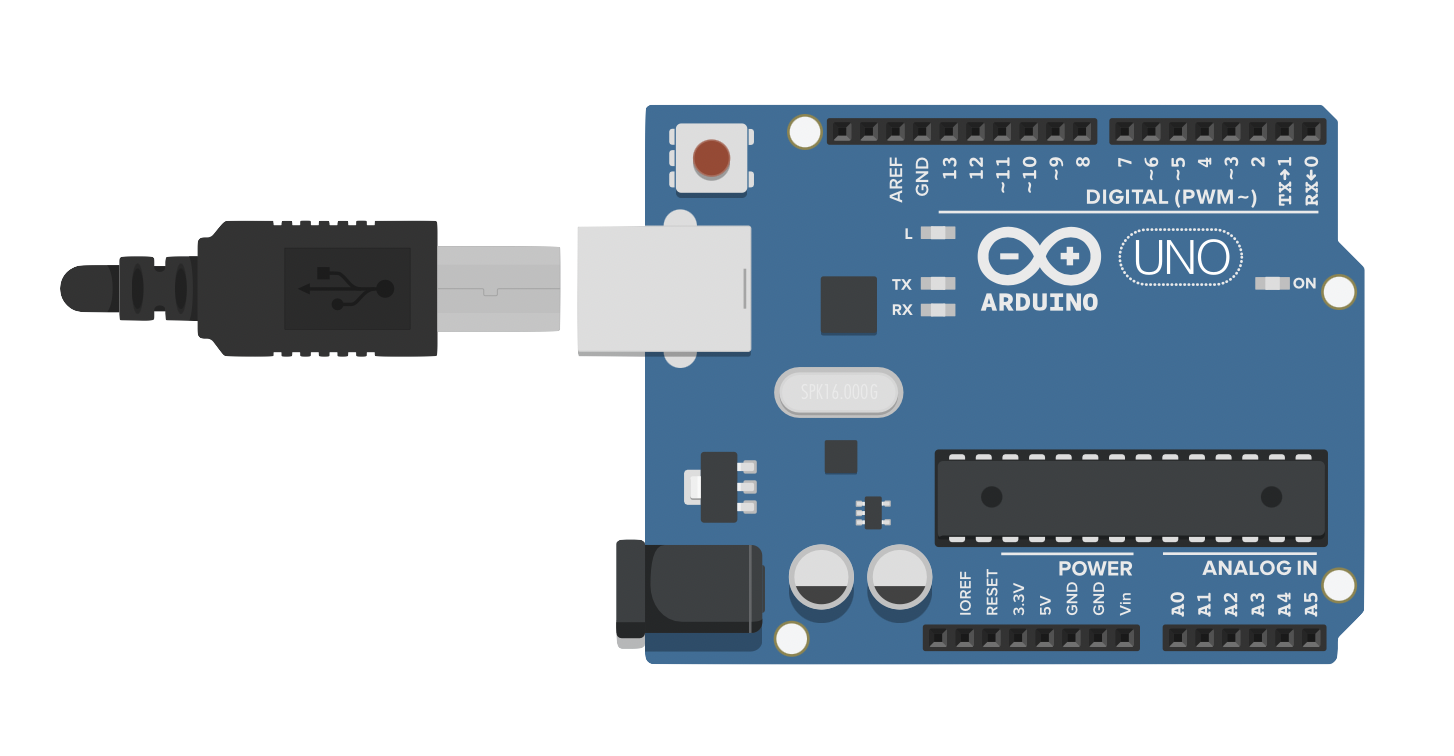 AREF
GND
13
12
~11
~10
~9
8
7
~6
~5
4
~3
2
TX→1
RX←0
DIGITAL (PWM~)
L
TX
RX
UNO
ON
ARDUINO
SPK16.000G
POWER
ANALOG IN
IOREF
RESET
3.3V
5V
GND
GND
Vin
A0
A1
A2
A3
A4
A5